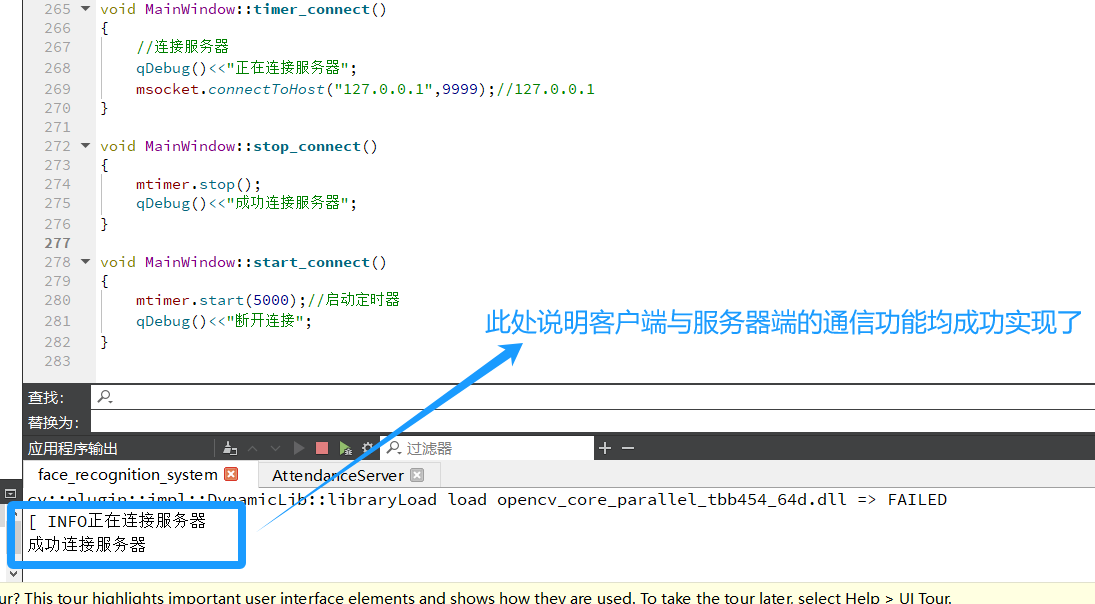 265 void MainWindow::timer_connect()
266 {
267 //连接服务器
268 qDebug()<<"正在连接服务器";
269 msocket.connectToHost("127.0.0.1",9999);//127.0.0.1
270 }
271
272 void MainWindow::stop_connect()
273 {
274 mtimer.stop();
275 qDebug()<<"成功连接服务器";
276 }
277
278 void MainWindow::start_connect()
279 {
280 mtimer.start(5000);//启动定时器
281 qDebug()<<"断开连接";
282 }
283
此处说明客户端与服务器端的通信功能均成功实现了
查找:
替换为:
应用程序输出 过滤器
face_recognition_system AttendanceServer
cv::plugin::impl::DynamicLib::libraryLoad load opencv_core_parallel_tbb454_64d.dll => FAILED
[ INFO正在连接服务器
成功连接服务器
ur? This tour highlights important user interface elements and shows how they are used. To take the tour later, select Help > UI Tour.